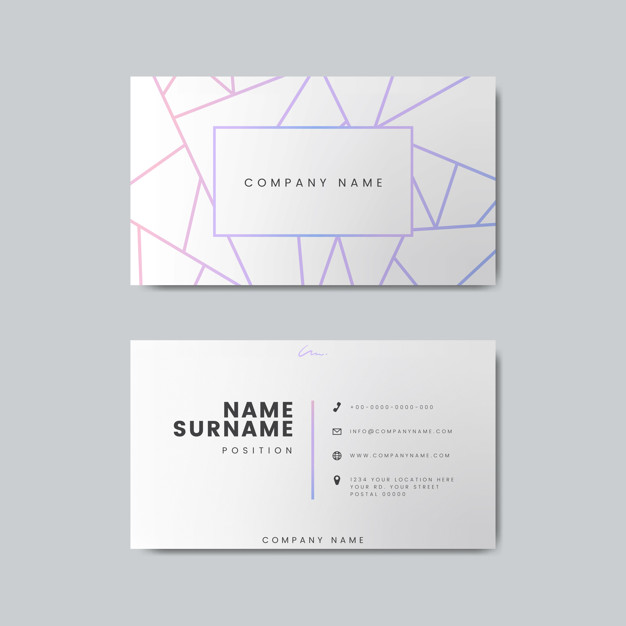 COMPANY NAME
NAME
SURNAME
POSITION
+00-0000-0000-000
INFO@COMPANYNAME.COM
WWW.COMPANYNAME.COM
1234 YOUR LOCATION HERE
YOUR RD. YOUR STREET
POSTAL 00000
COMPANY NAME